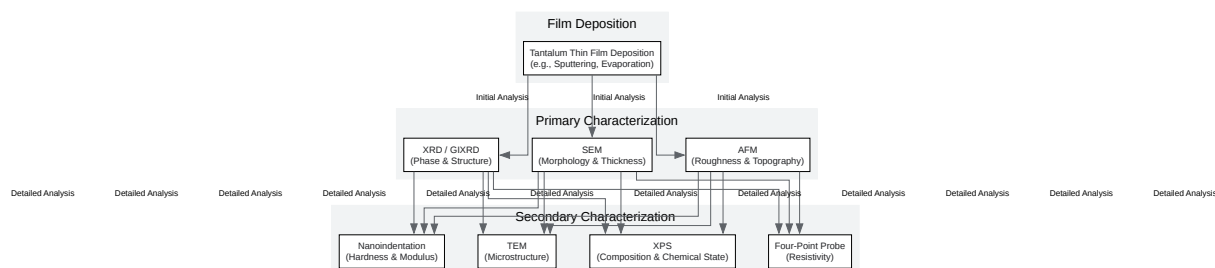 Film Deposition
Tantalum Thin Film Deposition
(e.g., Sputtering, Evaporation)
Initial Analysis Initial Analysis Initial Analysis
Primary Characterization
XRD / GIXRD SEM AFM
(Phase & Structure) (Morphology & Thickness) (Roughness & Topography)
Detailed Analysis Detailed Analysis Detailed Analysis Detailed Analysis Detailed Analysis Detailed Analysis Detailed Analysis Detailed Analysis Detailed Analysis Detailed Analysis Detailed Analysis Detailed Analysis
Secondary Characterization
Nanoindentation TEM XPS Four-Point Probe
(Hardness & Modulus) (Microstructure) (Composition & Chemical State) (Resistivity)